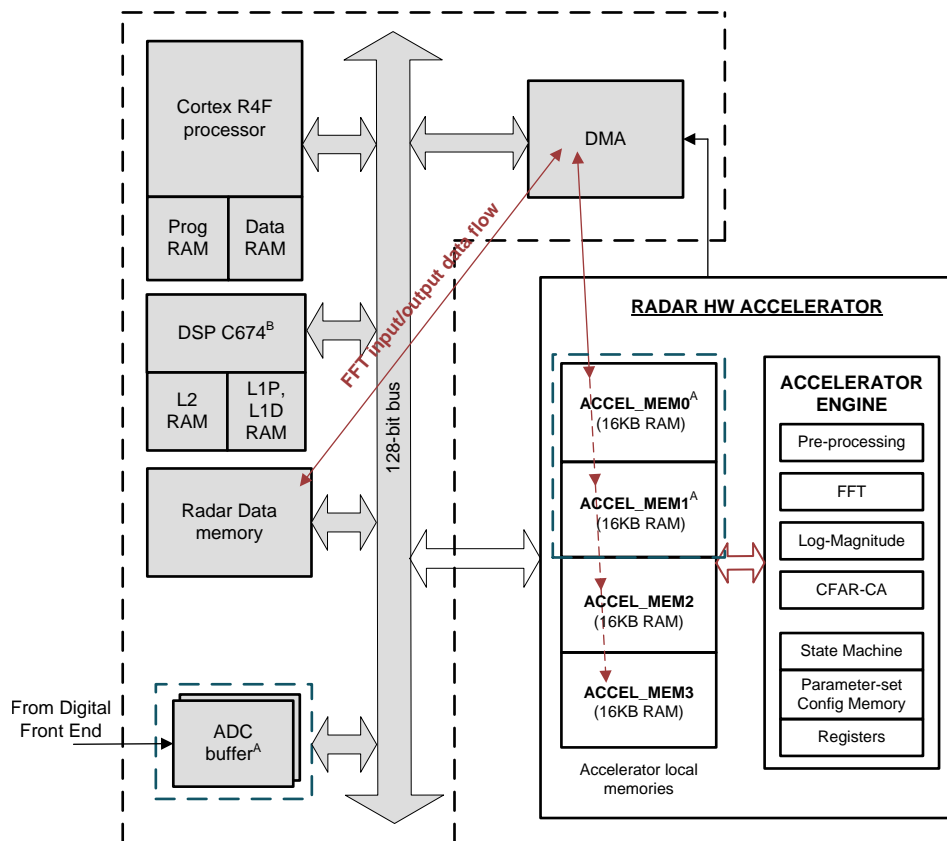 Cortex R4F
processor
Prog
RAM
Data
RAM
DSP C674B
L2
RAM
L1P,
L1D
RAM
Radar Data
memory
From Digital
Front End
ADC
bufferA
128-bit bus
FFT input/output data flow
DMA
RADAR HW ACCELERATOR
ACCEL_MEM0A
(16KB RAM)
ACCEL_MEM1A
(16KB RAM)
ACCEL_MEM2
(16KB RAM)
ACCEL_MEM3
(16KB RAM)
Accelerator local
memories
ACCELERATOR
ENGINE
Pre-processing
FFT
Log-Magnitude
CFAR-CA
State Machine
Parameter-set
Config Memory
Registers